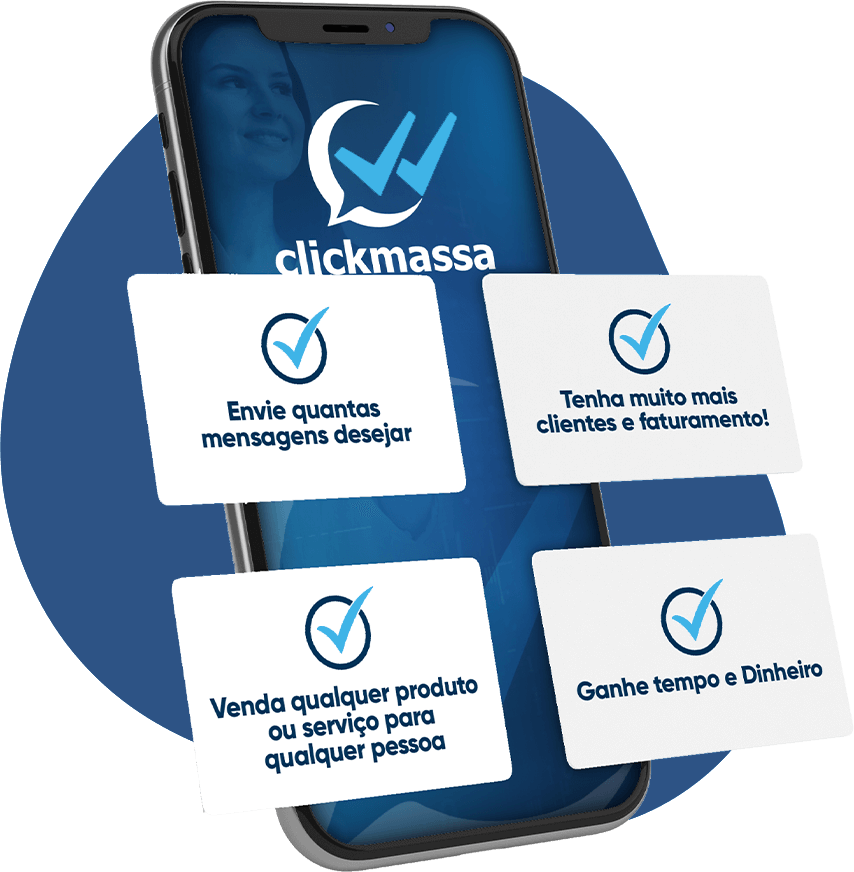 clickmassa
Envie quantas
mensagens desejar
Tenha muito mais
clientes e faturamento!
Venda qualquer produto
ou serviço para
qualquer pessoa
Ganhe tempo e Dinheiro